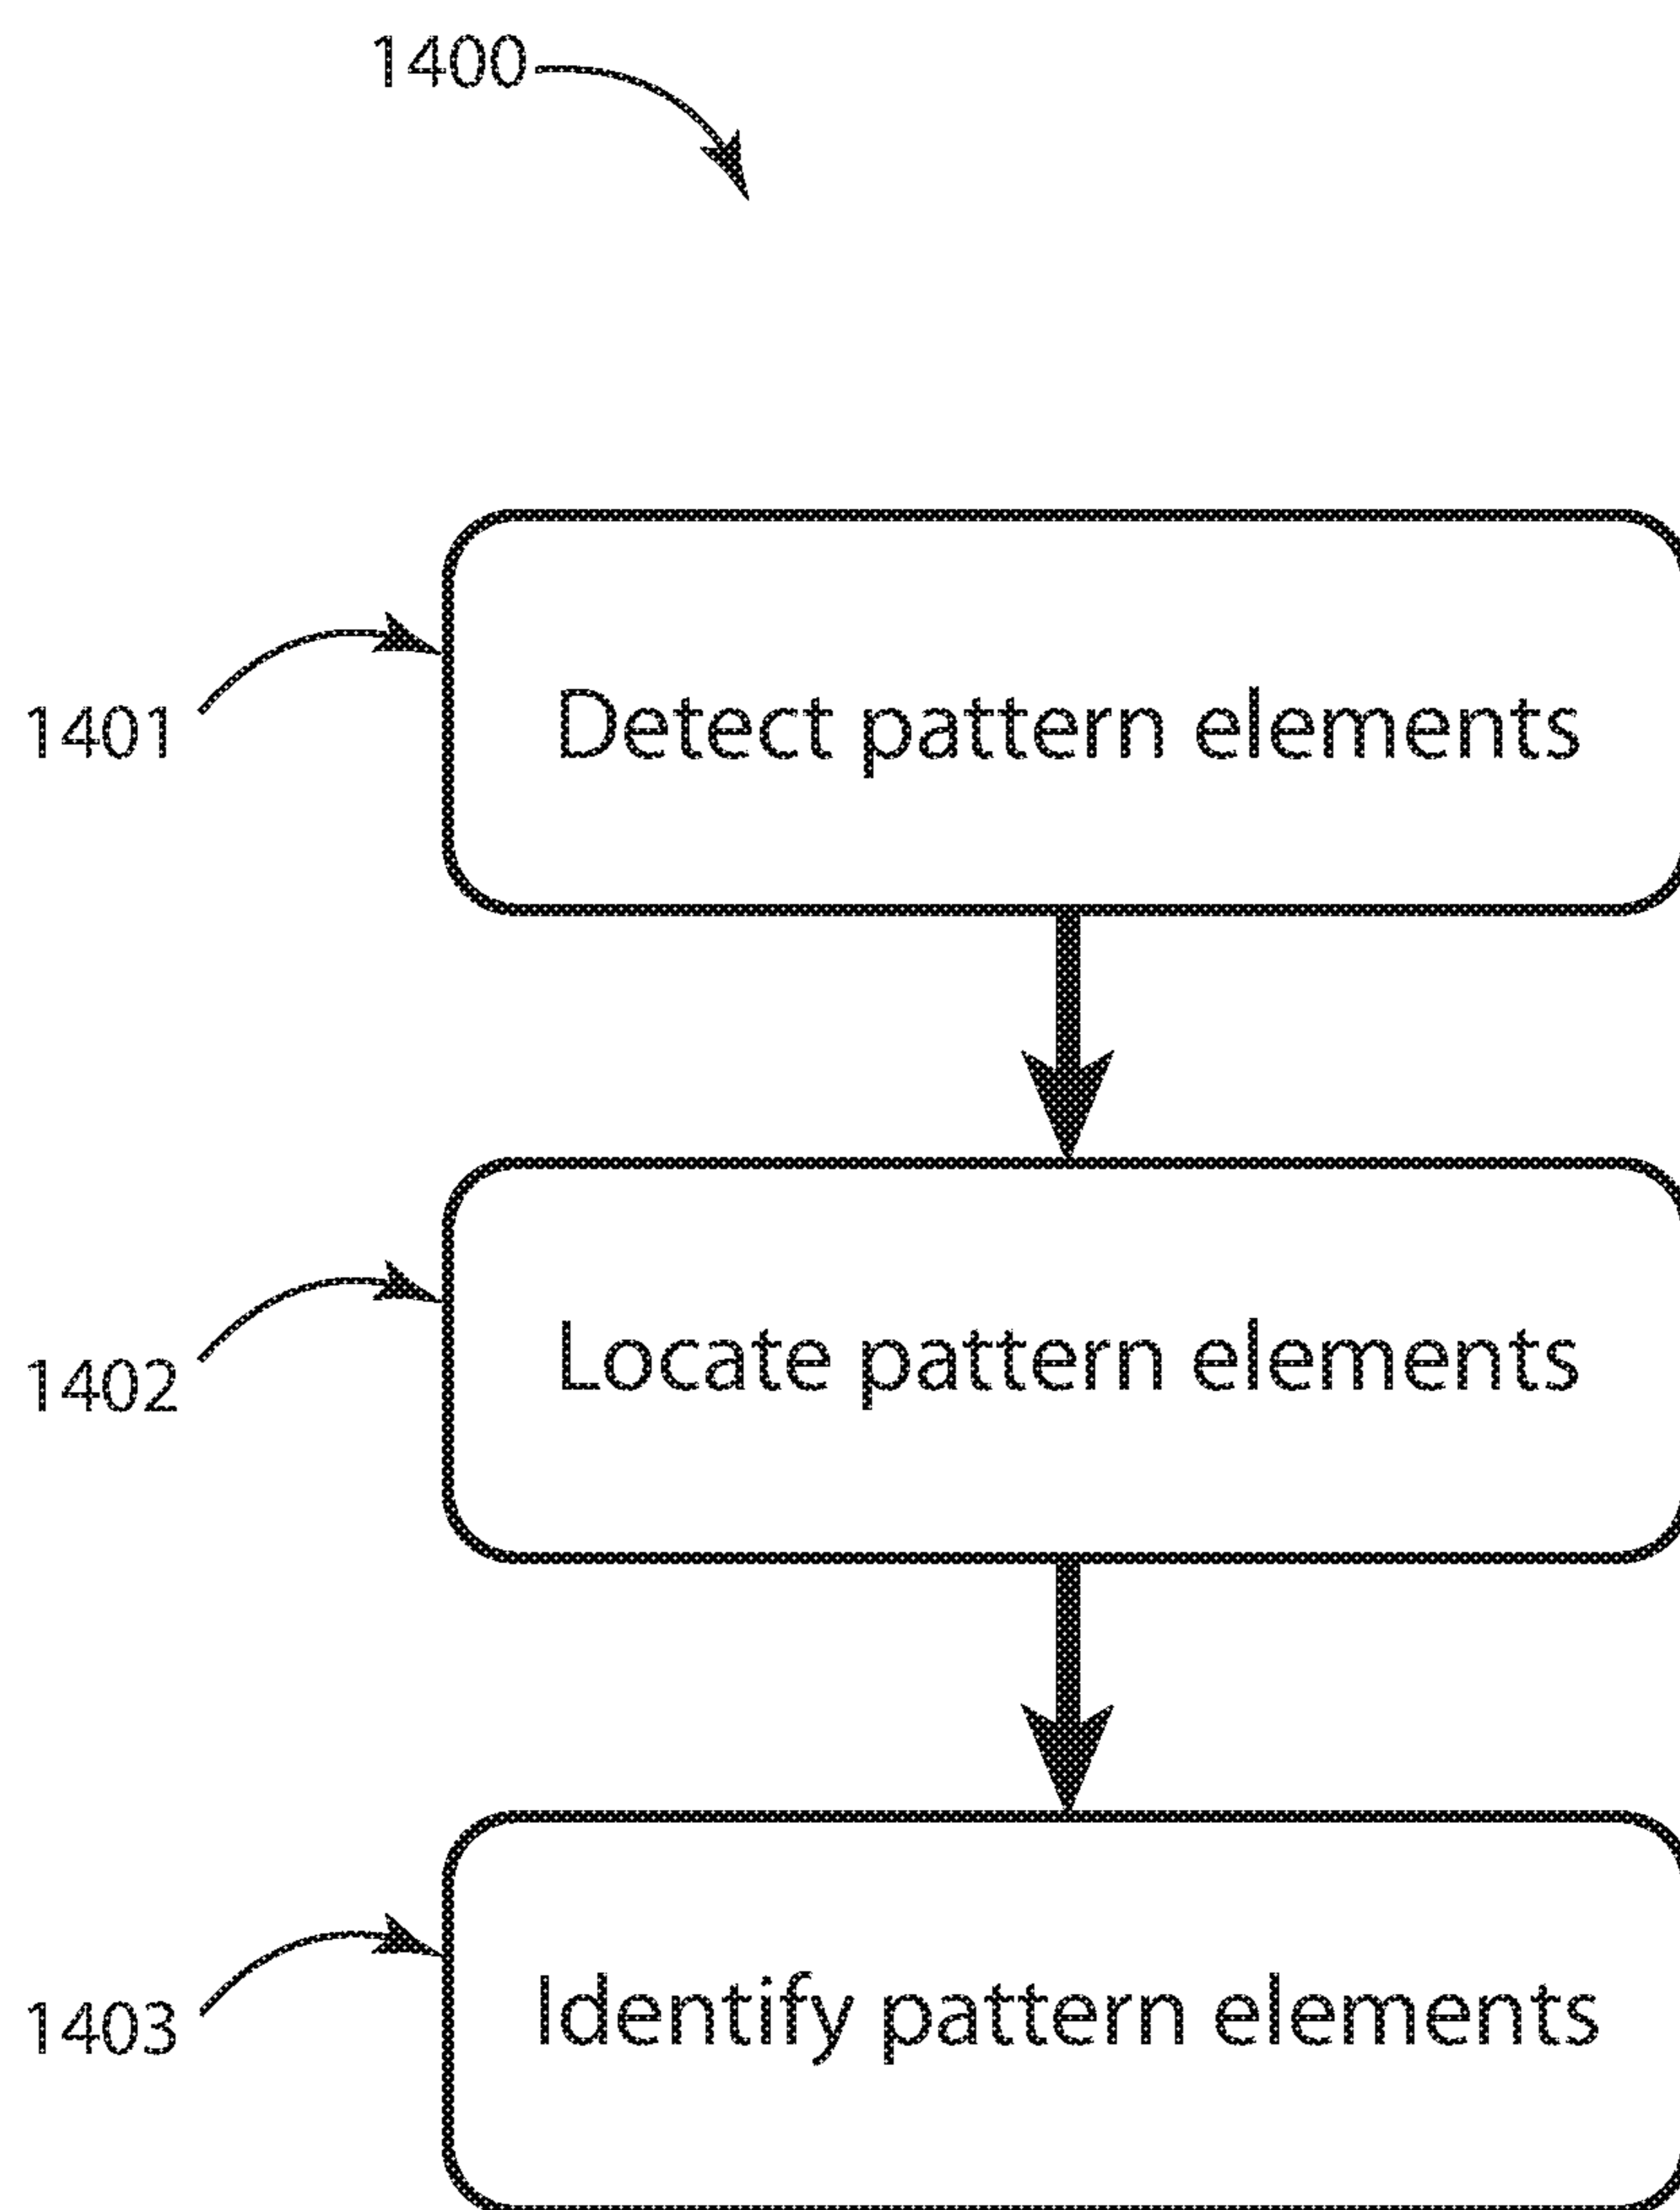 1400
1401
Detect pattern elements
1402
Locate pattern elements
1403
Identify pattern elements